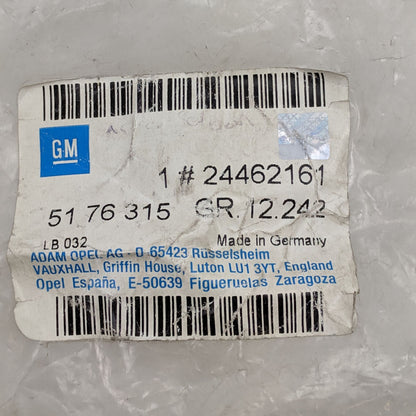 GM
1 # 24462161
51 76 315 GR. 12.242
LB 032 Made in Germany
ADAM OPEL AG - D 65423 Rüsselsheim
VAUXHALL, Griffin House, Luton LU1 3YT, England
Opel España, E-50639 Figueruelas Zaragoza